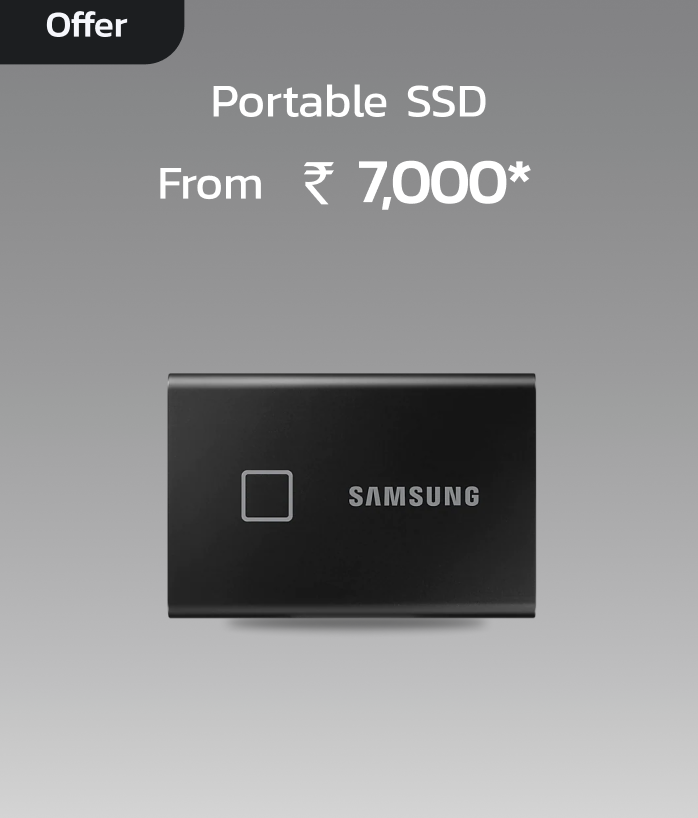 Offer
Portable SSD
From ₹ 7,000*
SAMSUNG